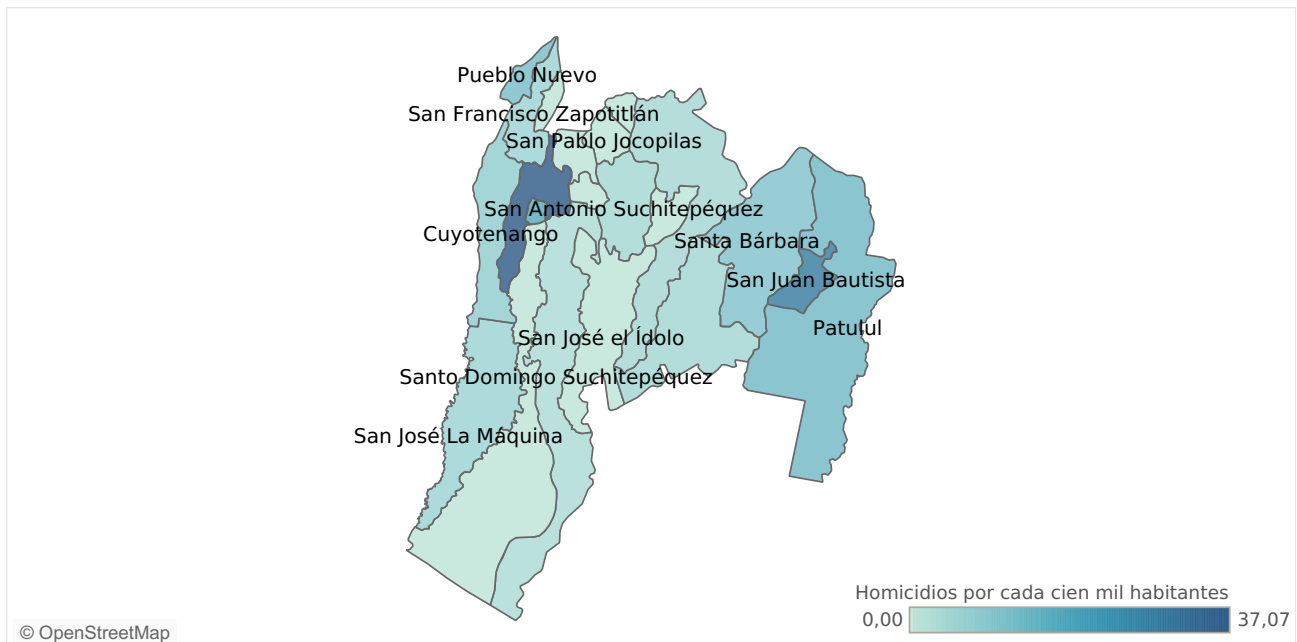 Pueblo Nuevo
San Francisco Zapotitlán
San Pablo Jocopilas
San Antonio Suchitepéquez
Cuyotenango
Santa Bárbara
San Juan Bautista
Patulul
San José el Ídolo
Santo Domingo Suchitepéquez
San José La Máquina
Homicidios por cada cien mil habitantes
0,00 37,07
© OpenStreetMap